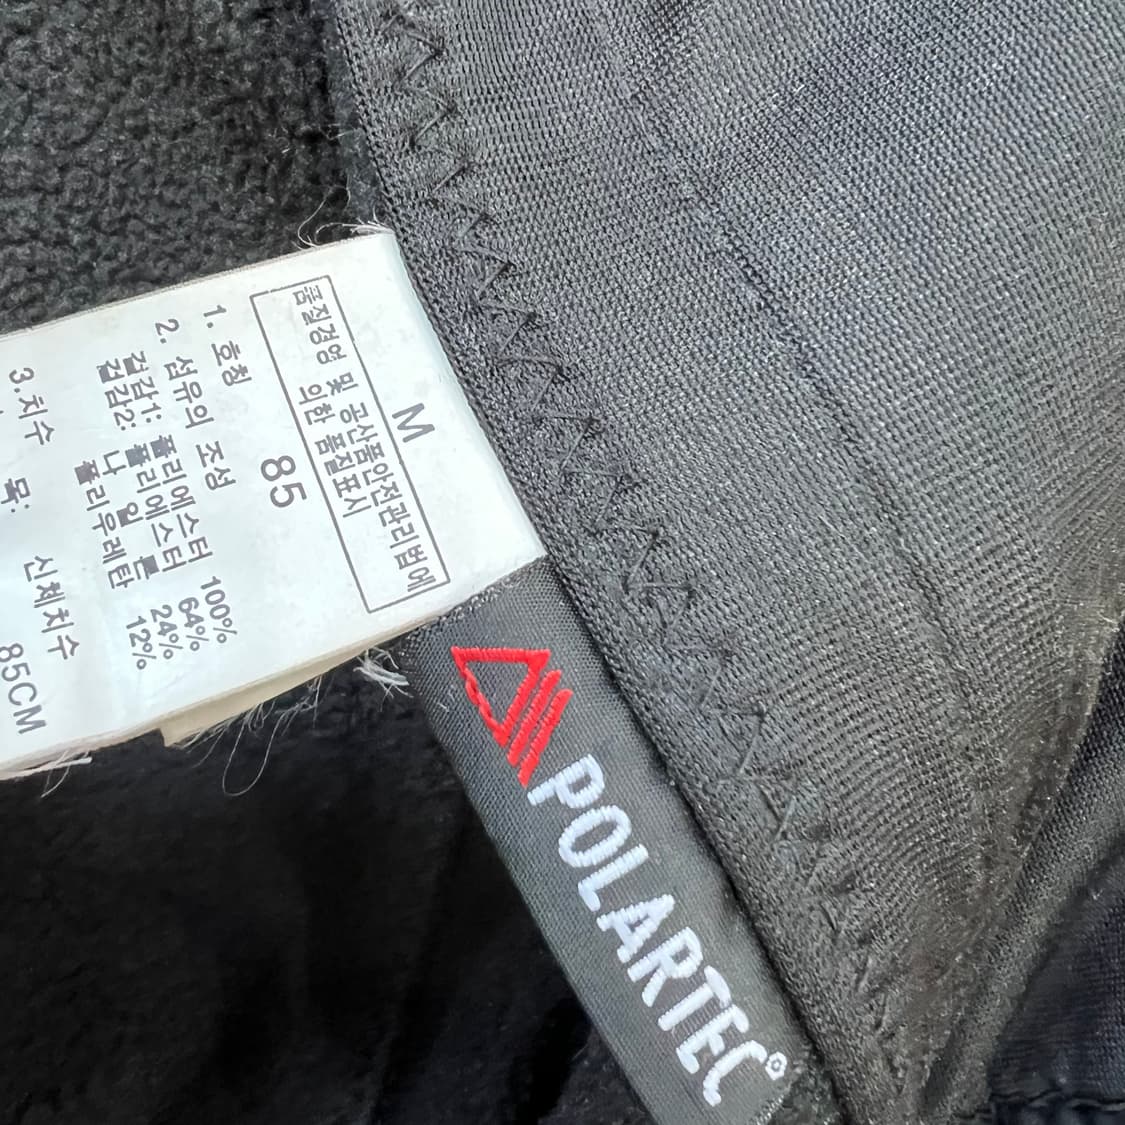 M
품질경영 및 공산품안전관리법에
의한 품질표시
85
1. 호칭
2. 섬유의 조성
겉감1: 폴리에스터 100%
겉감2: 폴리에스터 64%
나 일 론 24%
폴리우레탄 12%
3.치수 신체치수
85CM
POLARTEC®